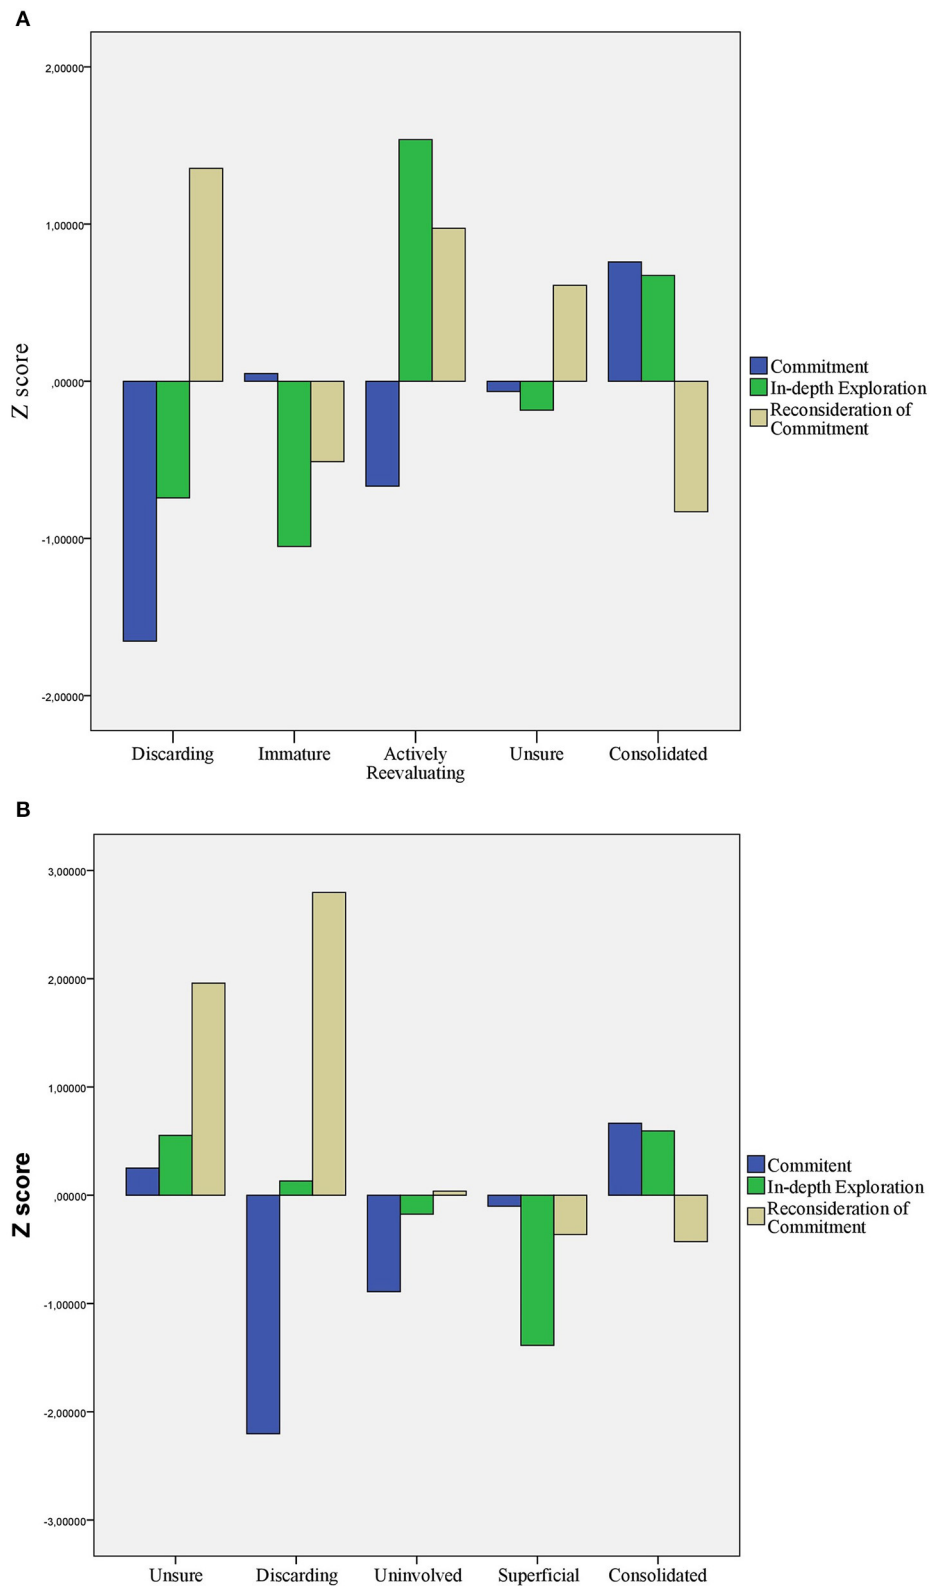 A
2,00000
1,00000
,00000
-1,00000
-2,00000
Z score
Discarding
Immature
Actively
Reevaluating
Unsure
Consolidated
Commitment
In-depth Exploration
Reconsideration of
Commitment
B
3,00000
2,00000
1,00000
,00000
-1,00000
-2,00000
-3,00000
Z score
Unsure
Discarding
Uninvolved
Superficial
Consolidated
Commitent
In-depth Exploration
Reconsideration of
Commitment